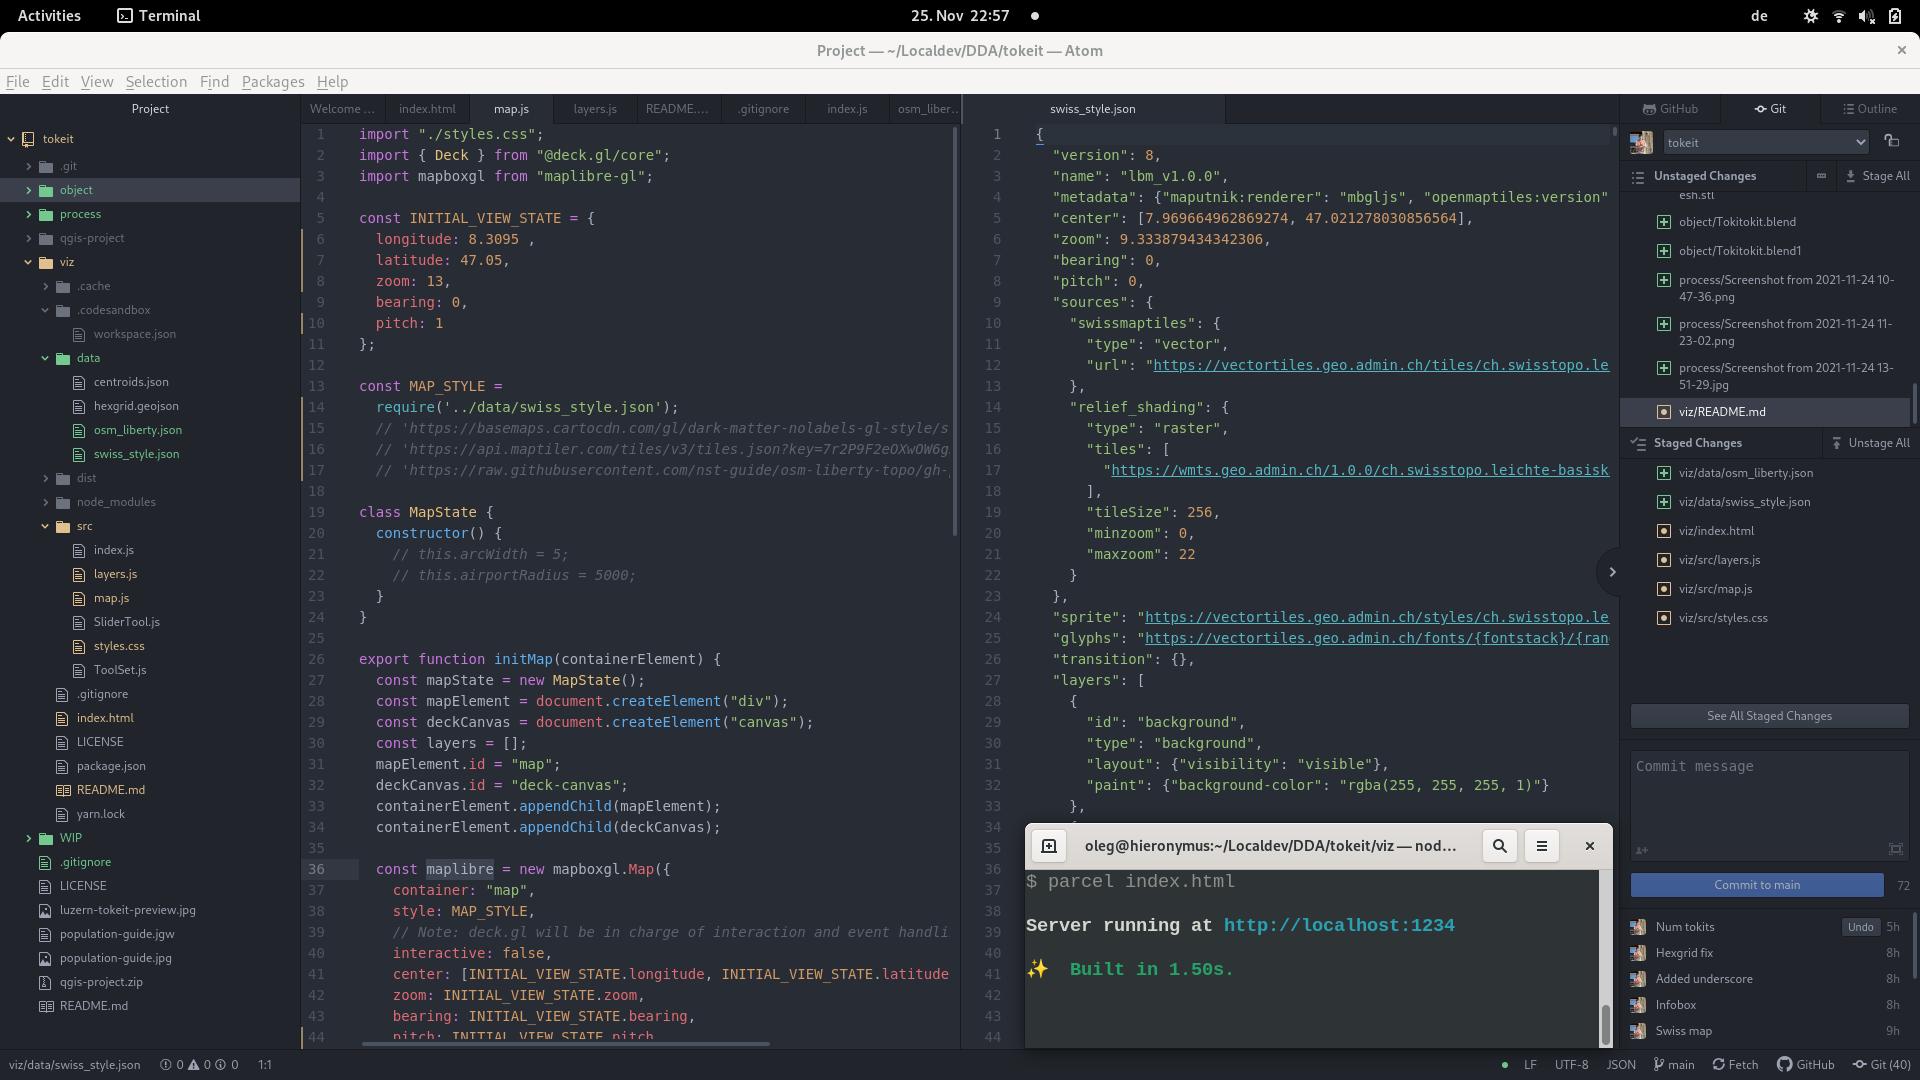 Activities
Terminal
25. Nov 22:57
de
Project — ~/Localdev/DDA/tokeit — Atom
File Edit View Selection Find Packages Help
Project
tokeit
.git
object
process
qgis-project
viz
.cache
.codesandbox
workspace.json
data
centroids.json
hexgrid.geojson
osm_liberty.json
swiss_style.json
dist
node_modules
src
index.js
layers.js
map.js
SliderTool.js
styles.css
ToolSet.js
.gitignore
index.html
LICENSE
package.json
README.md
yarn.lock
WIP
.gitignore
LICENSE
luzern-tokeit-preview.jpg
population-guide.jgw
population-guide.jpg
qgis-project.zip
README.md
Welcome ...
index.html
map.js
layers.js
README....
.gitignore
index.js
osm_liber..
1 import "./styles.css";
2 import { Deck } from "@deck.gl/core";
3 import mapboxgl from "maplibre-gl";
4
5 const INITIAL_VIEW_STATE = {
6 longitude: 8.3095 ,
7 latitude: 47.05,
8 zoom: 13,
9 bearing: 0,
10 pitch: 1
11 };
12
13 const MAP_STYLE =
14 require('../data/swiss_style.json');
15 // 'https://basemaps.cartocdn.com/gl/dark-matter-nolabels-gl-style/s
16 // 'https://api.maptiler.com/tiles/v3/tiles.json?key=7r2P9F2eOXwOW6g
17 // 'https://raw.githubusercontent.com/nst-guide/osm-liberty-topo/gh-
18
19 class MapState {
20 constructor() {
21 // this.arcWidth = 5;
22 // this.airportRadius = 5000;
23 }
24 }
25
26 export function initMap(containerElement) {
27 const mapState = new MapState();
28 const mapElement = document.createElement("div");
29 const deckCanvas = document.createElement("canvas");
30 const layers = [];
31 mapElement.id = "map";
32 deckCanvas.id = "deck-canvas";
33 containerElement.appendChild(mapElement);
34 containerElement.appendChild(deckCanvas);
35
36 const maplibre = new mapboxgl.Map({
37 container: "map",
38 style: MAP_STYLE,
39 // Note: deck.gl will be in charge of interaction and event handli
40 interactive: false,
41 center: [INITIAL_VIEW_STATE.longitude, INITIAL_VIEW_STATE.latitude
42 zoom: INITIAL_VIEW_STATE.zoom,
43 bearing: INITIAL_VIEW_STATE.bearing,
44 pitch: INITIAL_VIEW_STATE.pitch
swiss_style.json
1 {
2 "version": 8,
3 "name": "lbm_v1.0.0",
4 "metadata": {"maputnik:renderer": "mbgljs", "openmaptiles:version"
5 "center": [7.969664962869274, 47.021278030856564],
6 "zoom": 9.333879434342306,
7 "bearing": 0,
8 "pitch": 0,
9 "sources": {
10 "swissmaptiles": {
11 "type": "vector",
12 "url": "https://vectortiles.geo.admin.ch/tiles/ch.swisstopo.le
13 },
14 "relief_shading": {
15 "type": "raster",
16 "tiles": [
17 "https://wmts.geo.admin.ch/1.0.0/ch.swisstopo.leichte-basisk
18 ],
19 "tileSize": 256,
20 "minzoom": 0,
21 "maxzoom": 22
22 }
23 },
24 "sprite": "https://vectortiles.geo.admin.ch/styles/ch.swisstopo.le
25 "glyphs": "https://vectortiles.geo.admin.ch/fonts/{fontstack}/{ran
26 "transition": {},
27 "layers": [
28 {
29 "id": "background",
30 "type": "background",
31 "layout": {"visibility": "visible"},
32 "paint": {"background-color": "rgba(255, 255, 255, 1)"}
33 },
34
35
36
37
38
39
40
41
42
43
44
oleg@hieronymus:~/Localdev/DDA/tokeit/viz — nod...
$ parcel index.html
Server running at http://localhost:1234
✨ Built in 1.50s.
GitHub
Git
Outline
tokeit
Unstaged Changes
Stage All
esh.stl
object/Tokitokit.blend
object/Tokitokit.blend1
process/Screenshot from 2021-11-24 10-
47-36.png
process/Screenshot from 2021-11-24 11-
23-02.png
process/Screenshot from 2021-11-24 13-
51-29.jpg
viz/README.md
Staged Changes
Unstage All
viz/data/osm_liberty.json
viz/data/swiss_style.json
viz/index.html
viz/src/layers.js
viz/src/map.js
viz/src/styles.css
See All Staged Changes
Commit message
Commit to main
72
Num tokits Undo 5h
Hexgrid fix 8h
Added underscore 8h
Infobox 8h
Swiss map 9h
viz/data/swiss_style.json 0 0 0 1:1
LF UTF-8 JSON main Fetch GitHub Git (40)